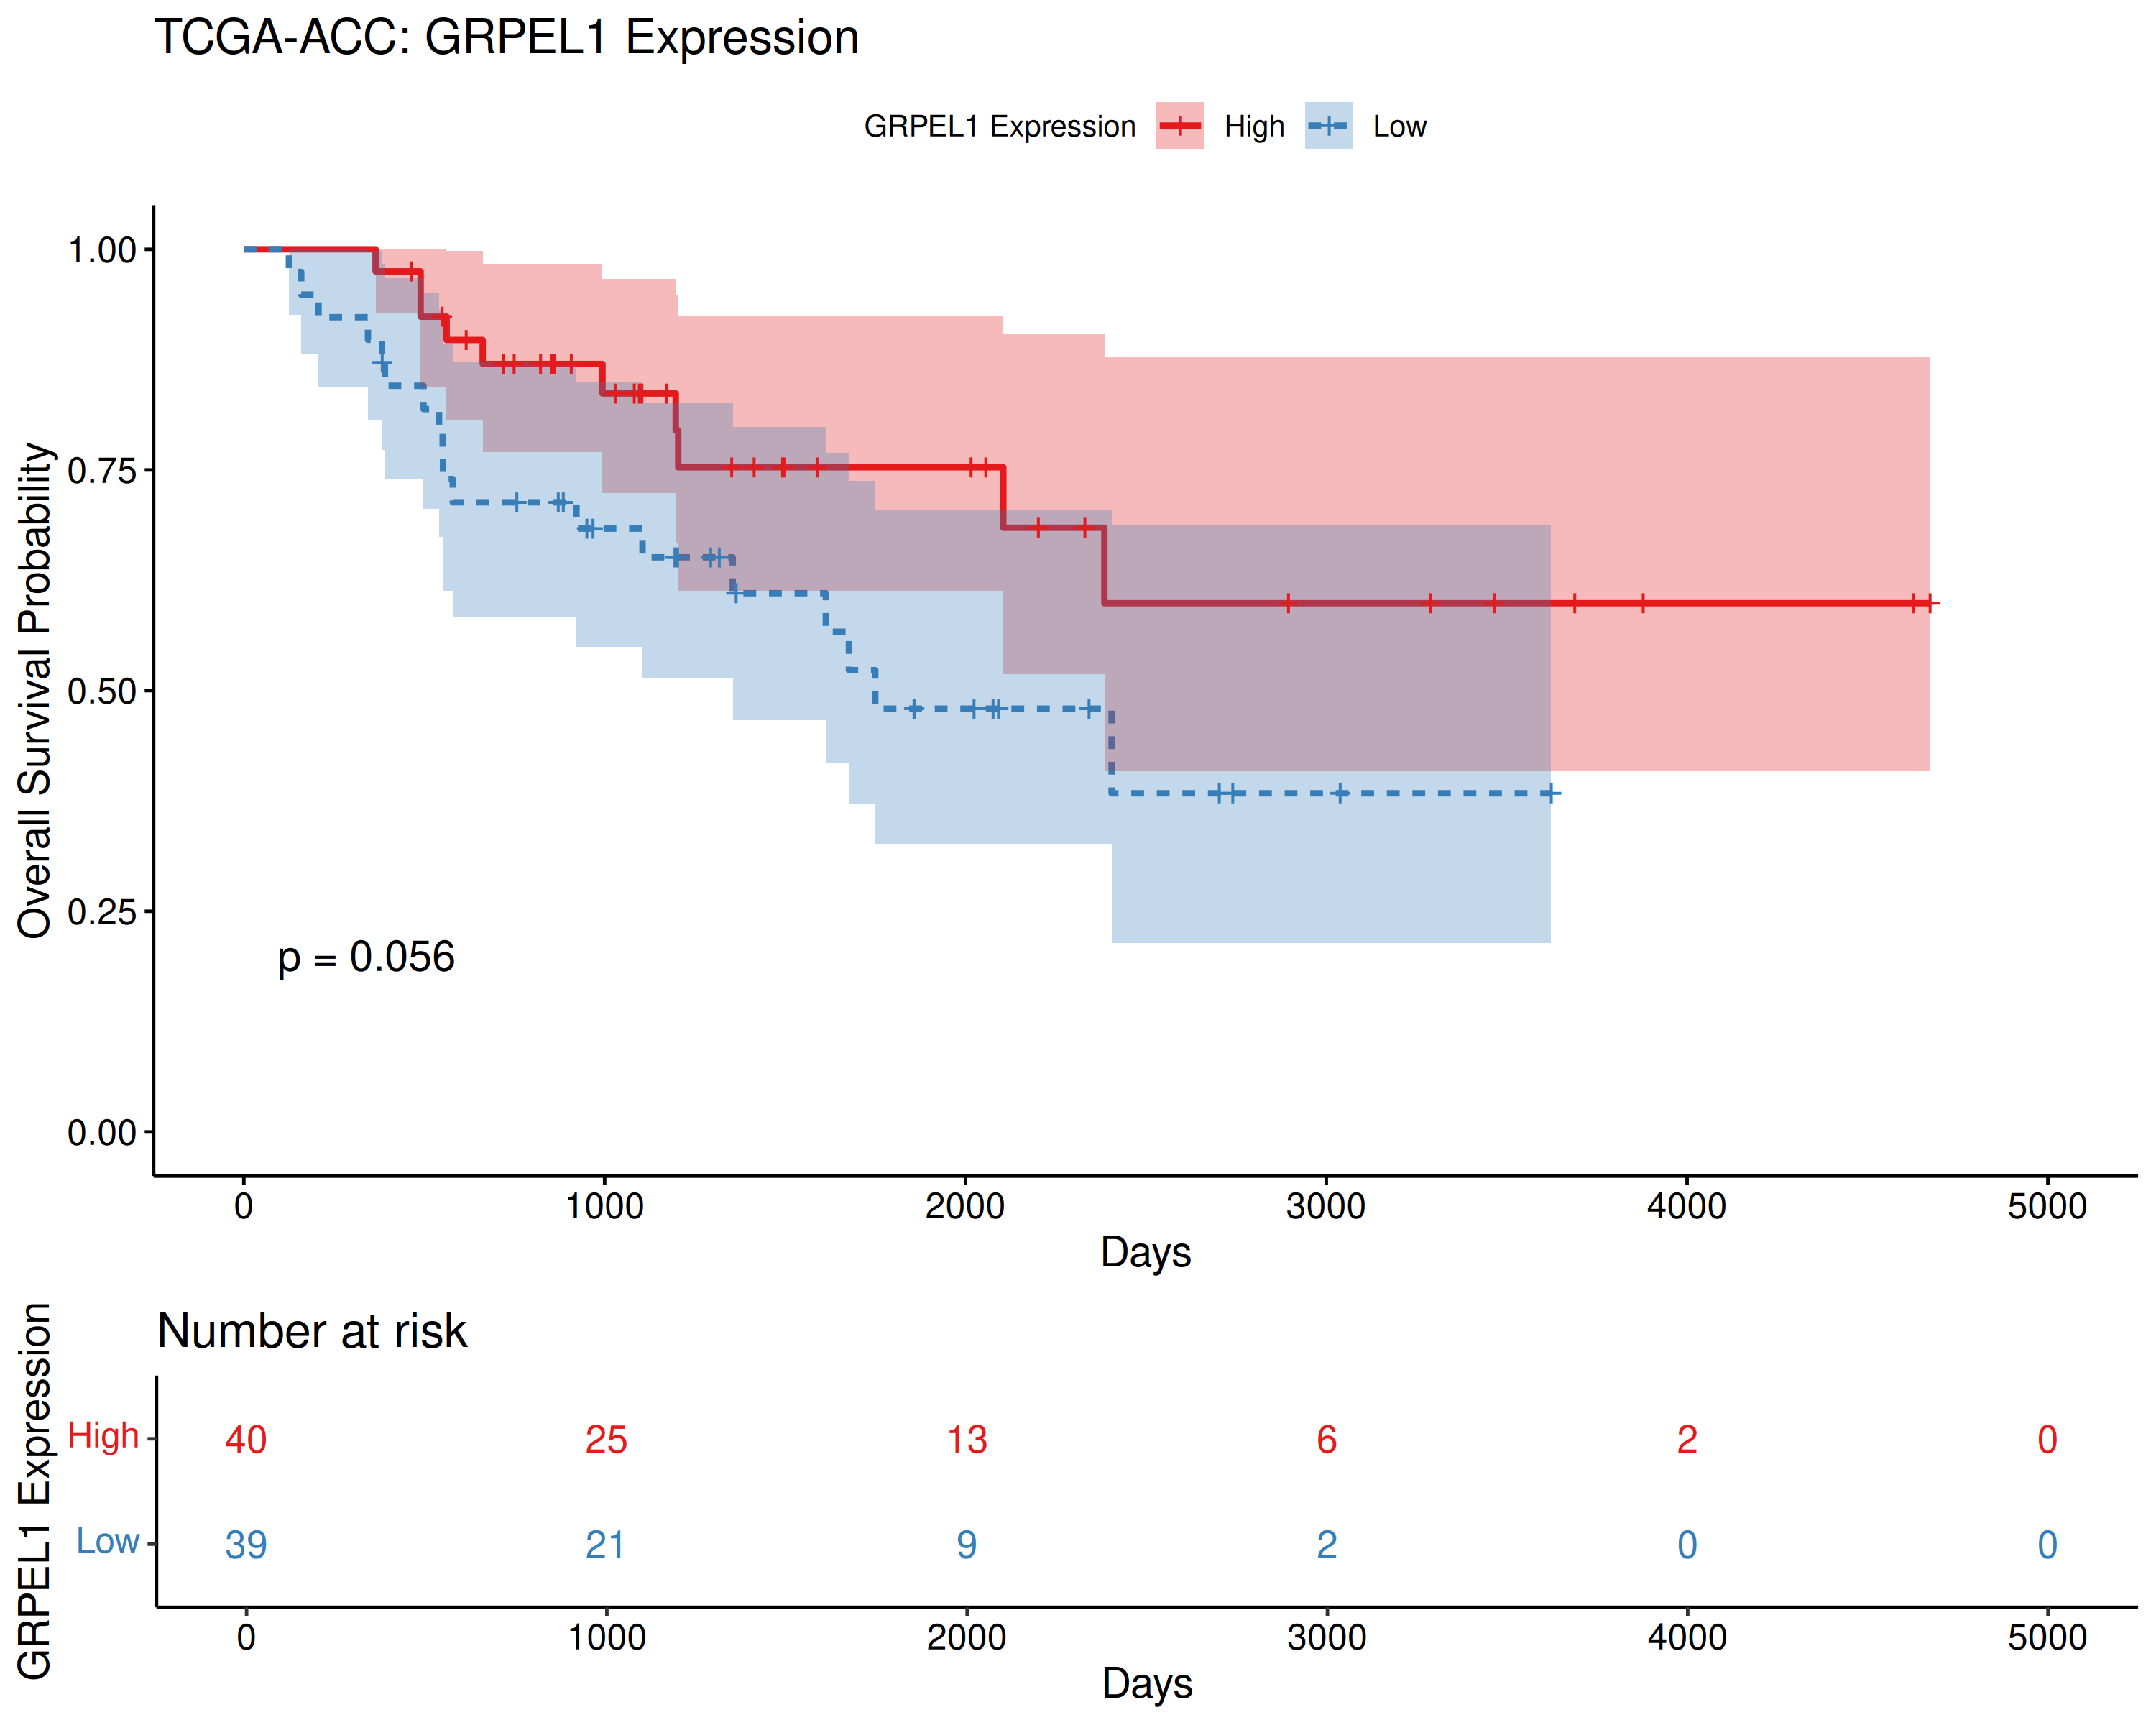 TCGA-ACC: GRPEL1 Expression
GRPEL1 Expression High Low
Overall Survival Probability
1.00
0.75
0.50
0.25
0.00
p = 0.056
0 1000 2000 3000 4000 5000
Days
Number at risk
GRPEL1 Expression
High 40 25 13 6 2 0
Low 39 21 9 2 0 0
0 1000 2000 3000 4000 5000
Days